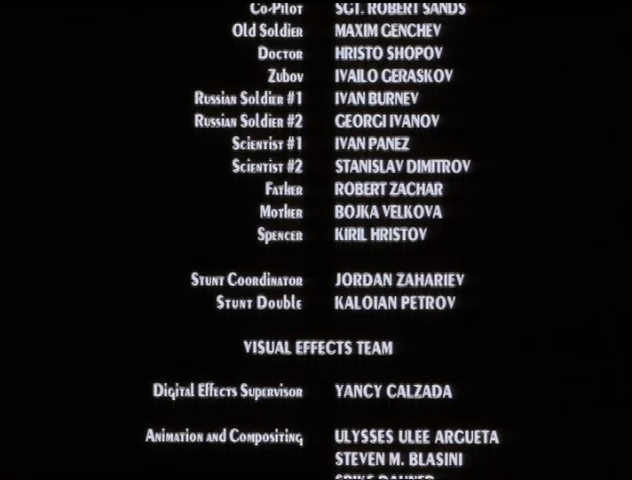 Co-Pilot SGT. ROBERT SANDS
Old Soldier MAXIM GENCHEV
Doctor HRISTO SHOPOV
Zubov IVAILO GERASKOV
Russian Soldier #1 IVAN BURNEV
Russian Soldier #2 GEORGI IVANOV
Scientist #1 IVAN PANEZ
Scientist #2 STANISLAV DIMITROV
Father ROBERT ZACHAR
Mother BOJKA VELKOVA
Spencer KIRIL HRISTOV
Stunt Coordinator JORDAN ZAHARIEV
Stunt Double KALOIAN PETROV
VISUAL EFFECTS TEAM
Digital Effects Supervisor YANCY CALZADA
Animation and Compositing ULYSSES ULEE ARGUETA
STEVEN M. BLASINI